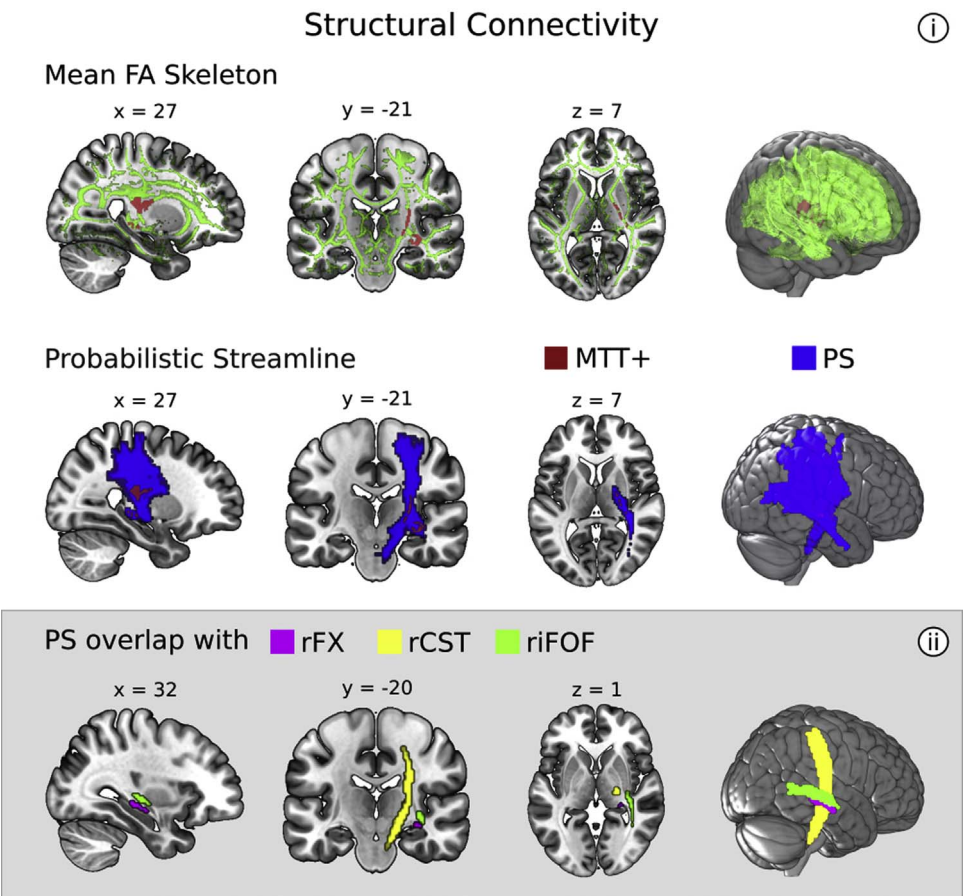 Structural Connectivity
i
Mean FA Skeleton
x = 27
y = -21
z = 7
Probabilistic Streamline
MTT+
PS
x = 27
y = -21
z = 7
PS overlap with
rFX
rCST
riFOF
ii
x = 32
y = -20
z = 1